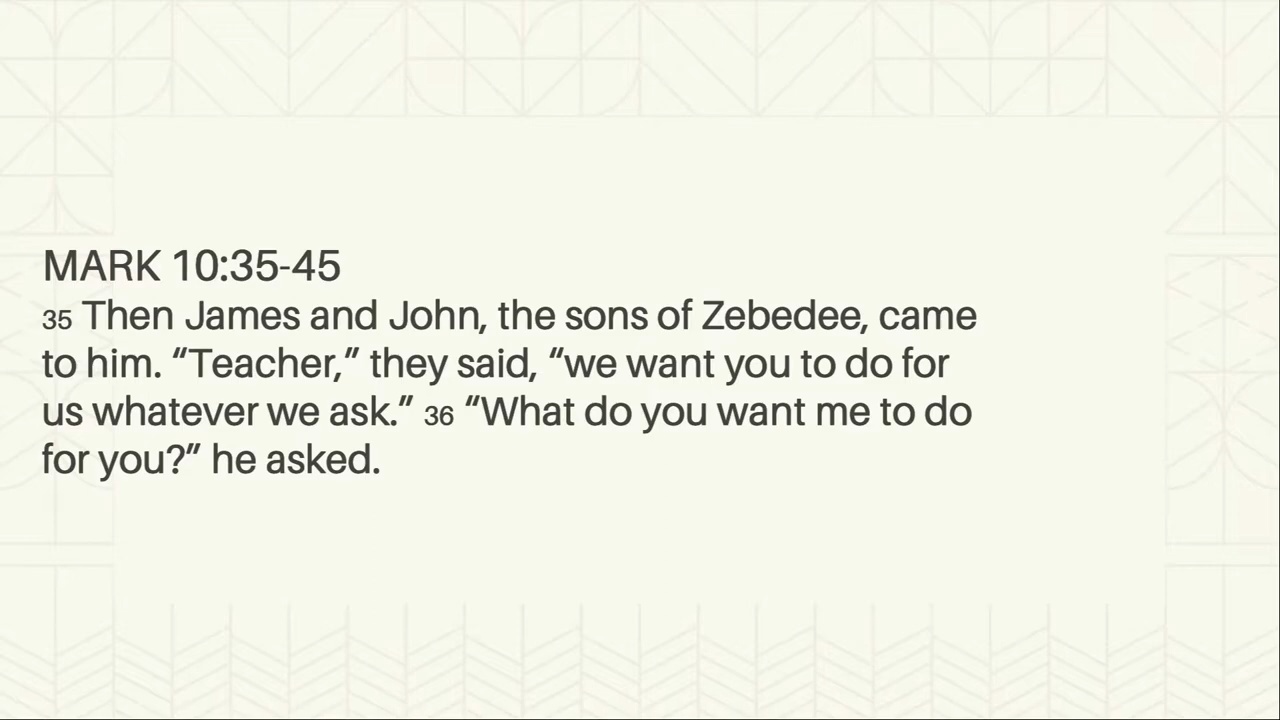 MARK 10:35-45
35 Then James and John, the sons of Zebedee, came
to him. “Teacher,” they said, “we want you to do for
us whatever we ask.” 36 “What do you want me to do
for you?” he asked.